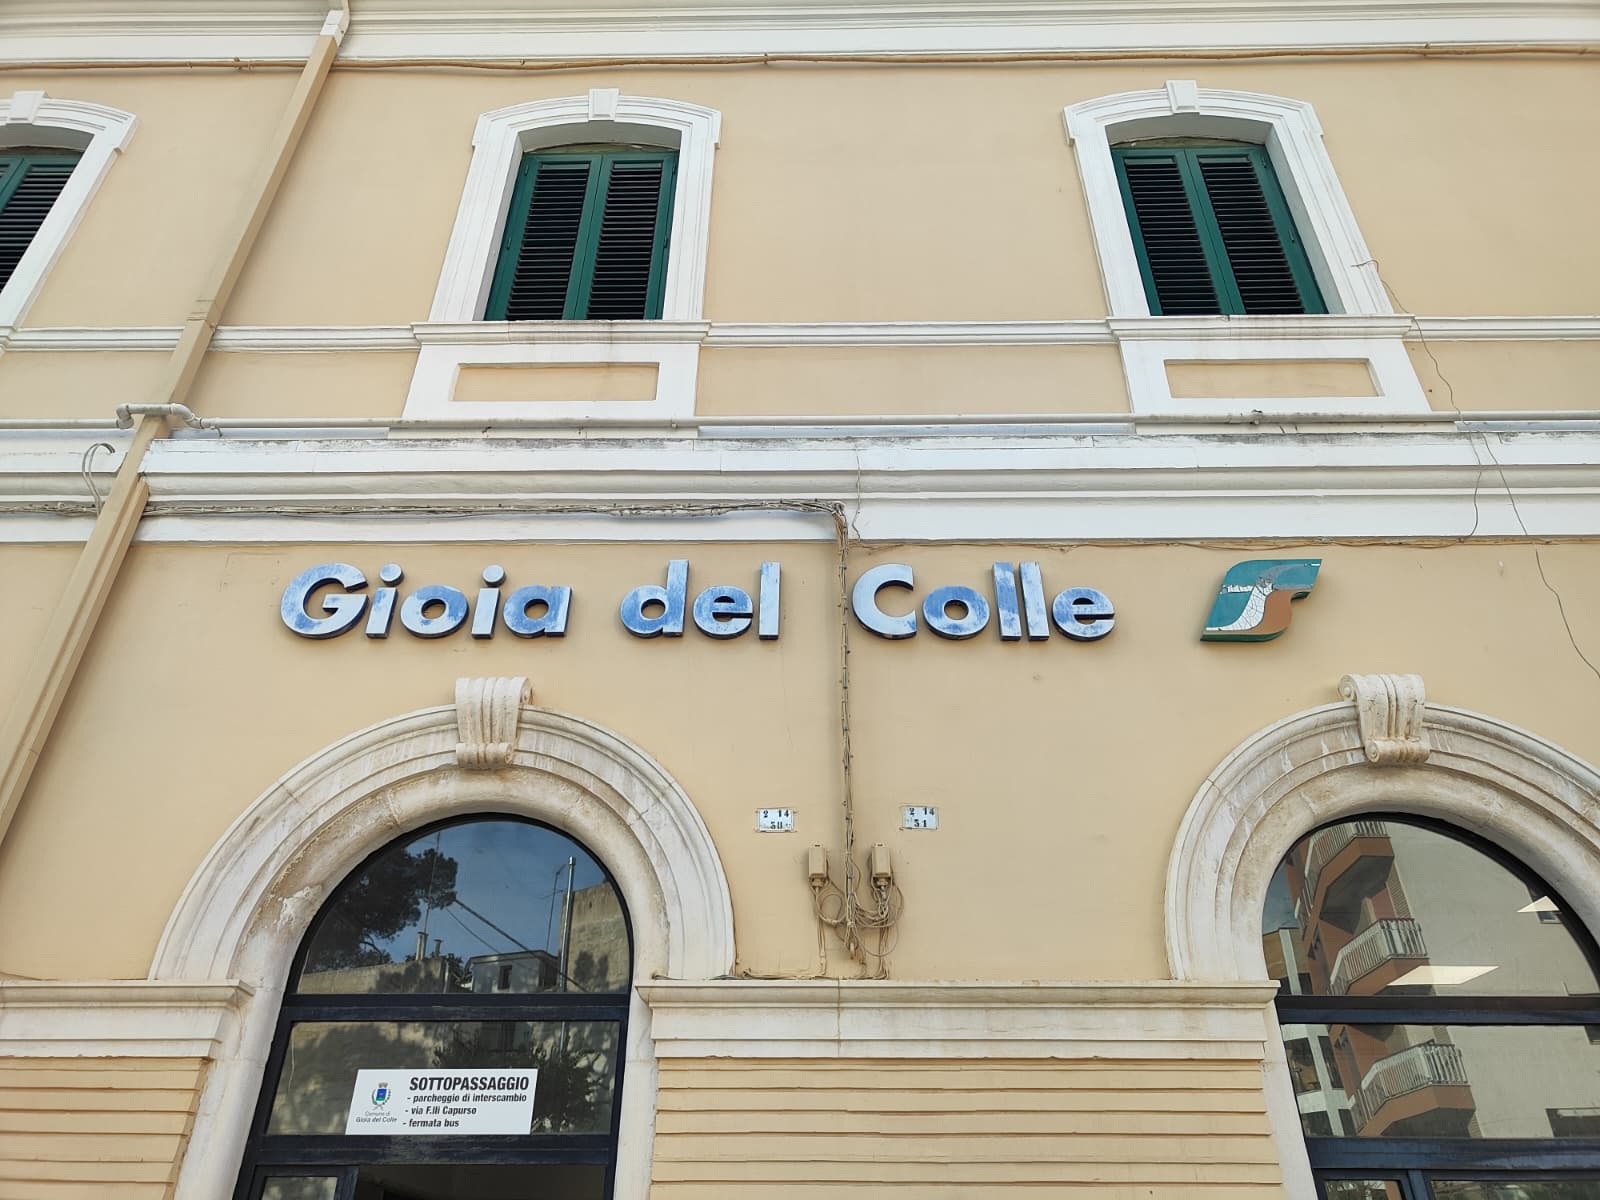 Gioia del Colle
2 14
50
2 14
51
SOTTOPASSAGGIO
- parcheggio di interscambio
- via F.lli Capurso
- fermata bus
Comune di
Gioia del Colle